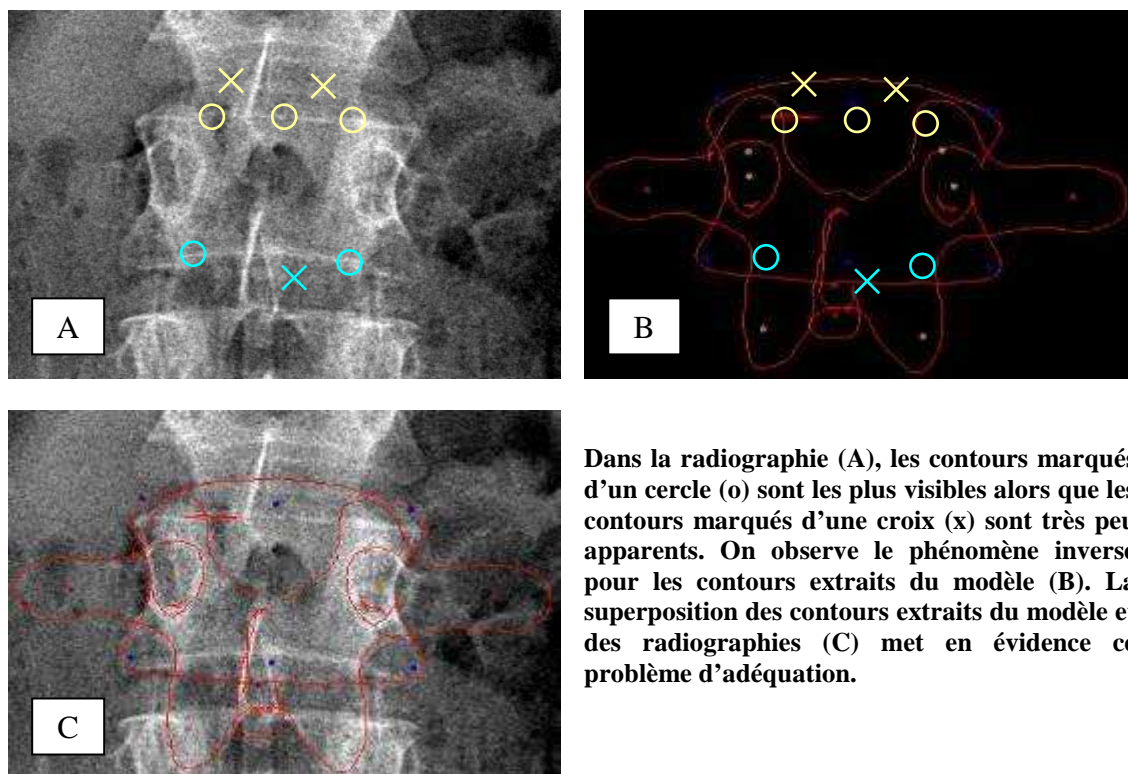 A
B
C
Dans la radiographie (A), les contours marqués
d'un cercle (o) sont les plus visibles alors que les
contours marqués d'une croix (x) sont très peu
apparents. On observe le phénomène inverse
pour les contours extraits du modèle (B). La
superposition des contours extraits du modèle et
des radiographies (C) met en évidence ce
problème d'adéquation.